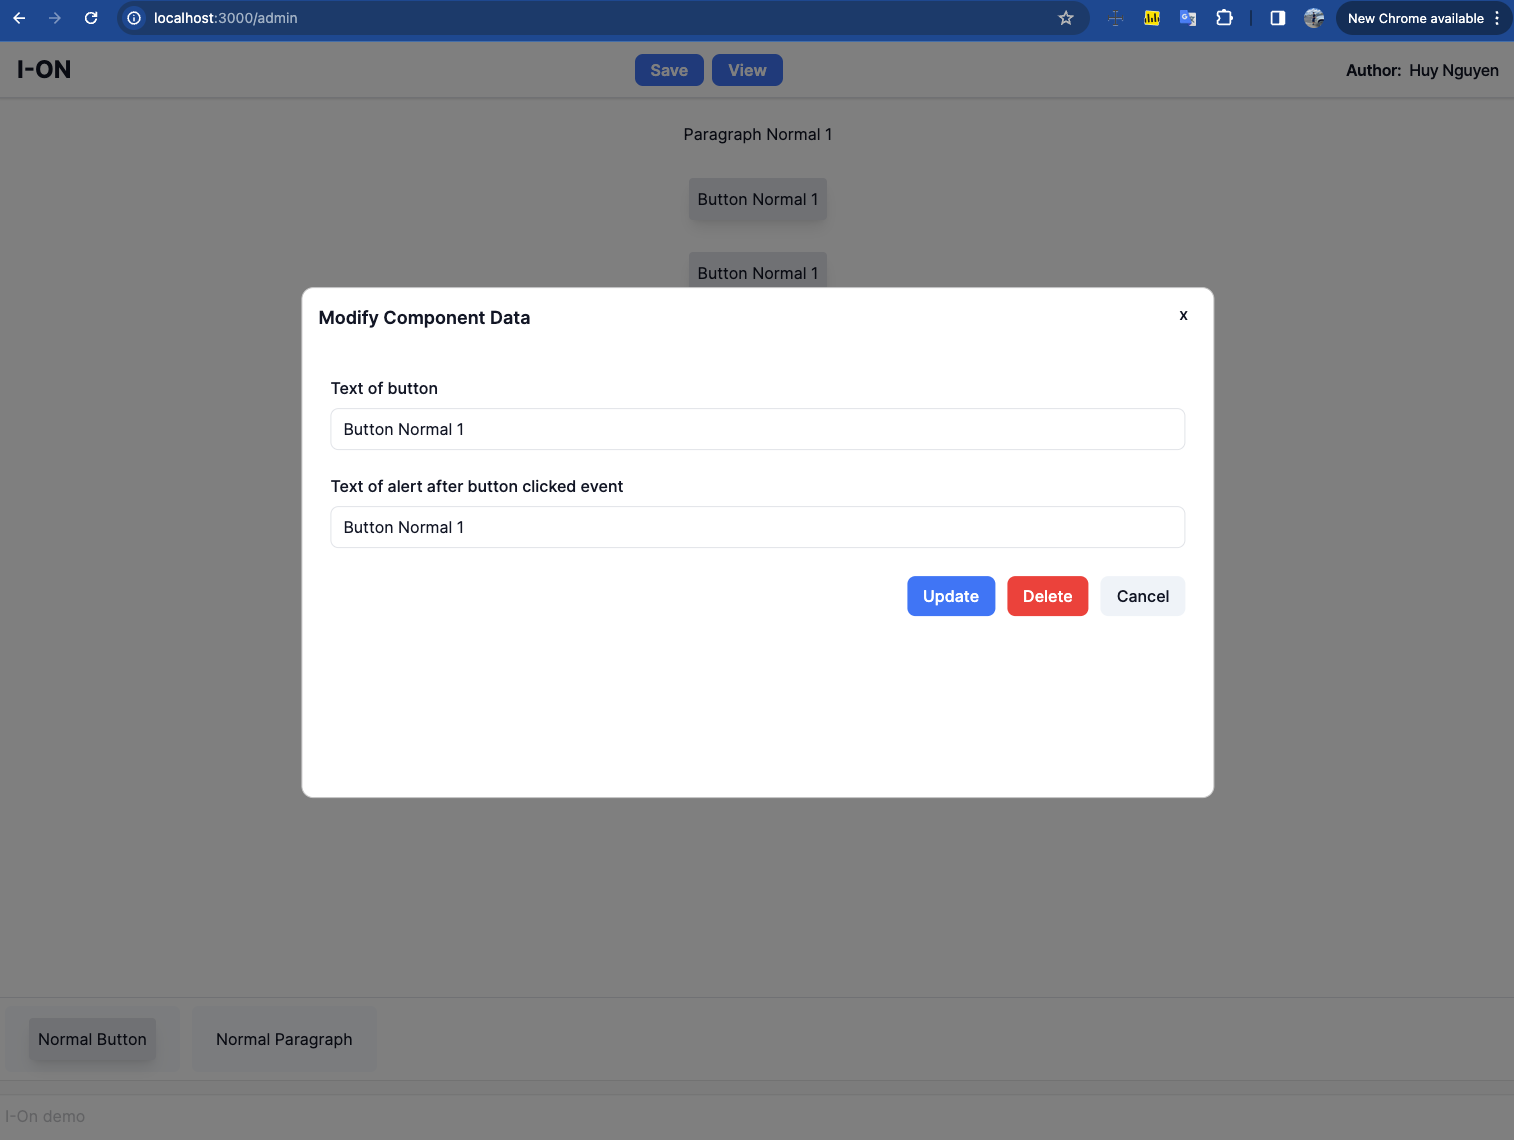 localhost:3000/admin
New Chrome available
I-ON
Save
View
Author: Huy Nguyen
Paragraph Normal 1
Button Normal 1
Button Normal 1
Modify Component Data
x
Text of button
Button Normal 1
Text of alert after button clicked event
Button Normal 1
Update
Delete
Cancel
Normal Button
Normal Paragraph
I-On demo